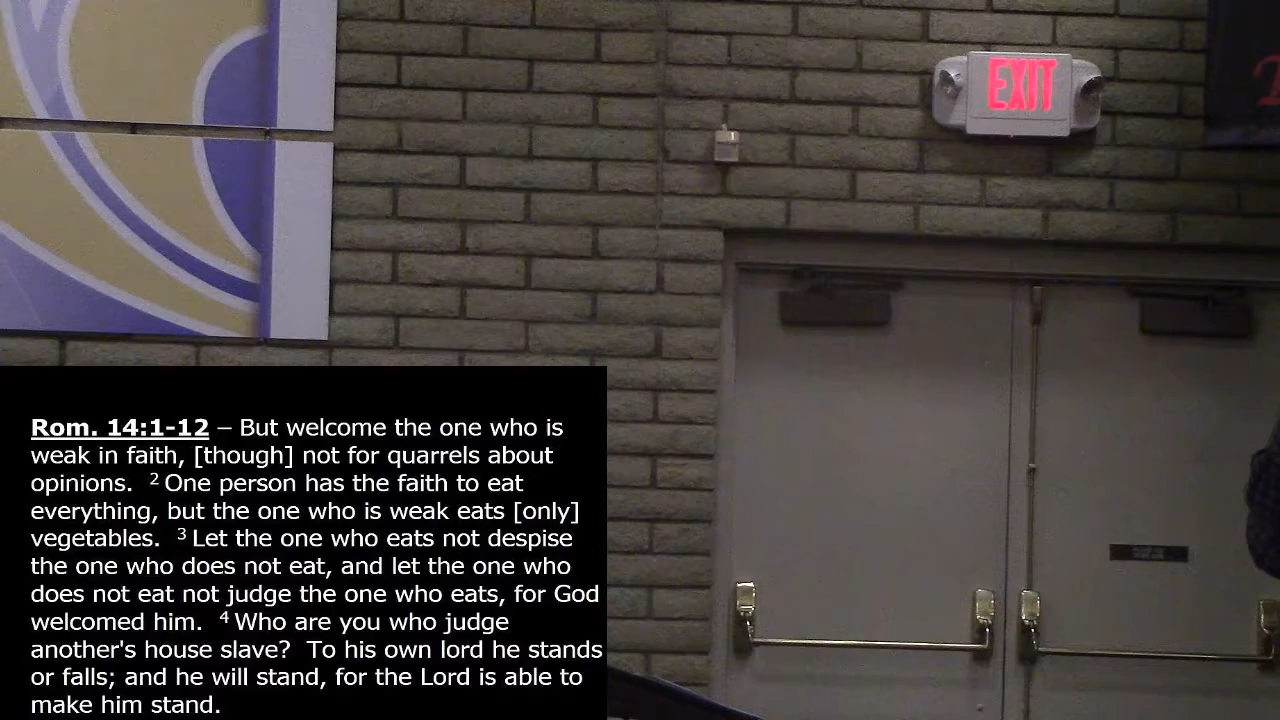 EXIT
Rom. 14:1-12 – But welcome the one who is
weak in faith, [though] not for quarrels about
opinions. ² One person has the faith to eat
everything, but the one who is weak eats [only]
vegetables. ³ Let the one who eats not despise
the one who does not eat, and let the one who
does not eat not judge the one who eats, for God
welcomed him. ⁴ Who are you who judge
another's house slave? To his own lord he stands
or falls; and he will stand, for the Lord is able to
make him stand.